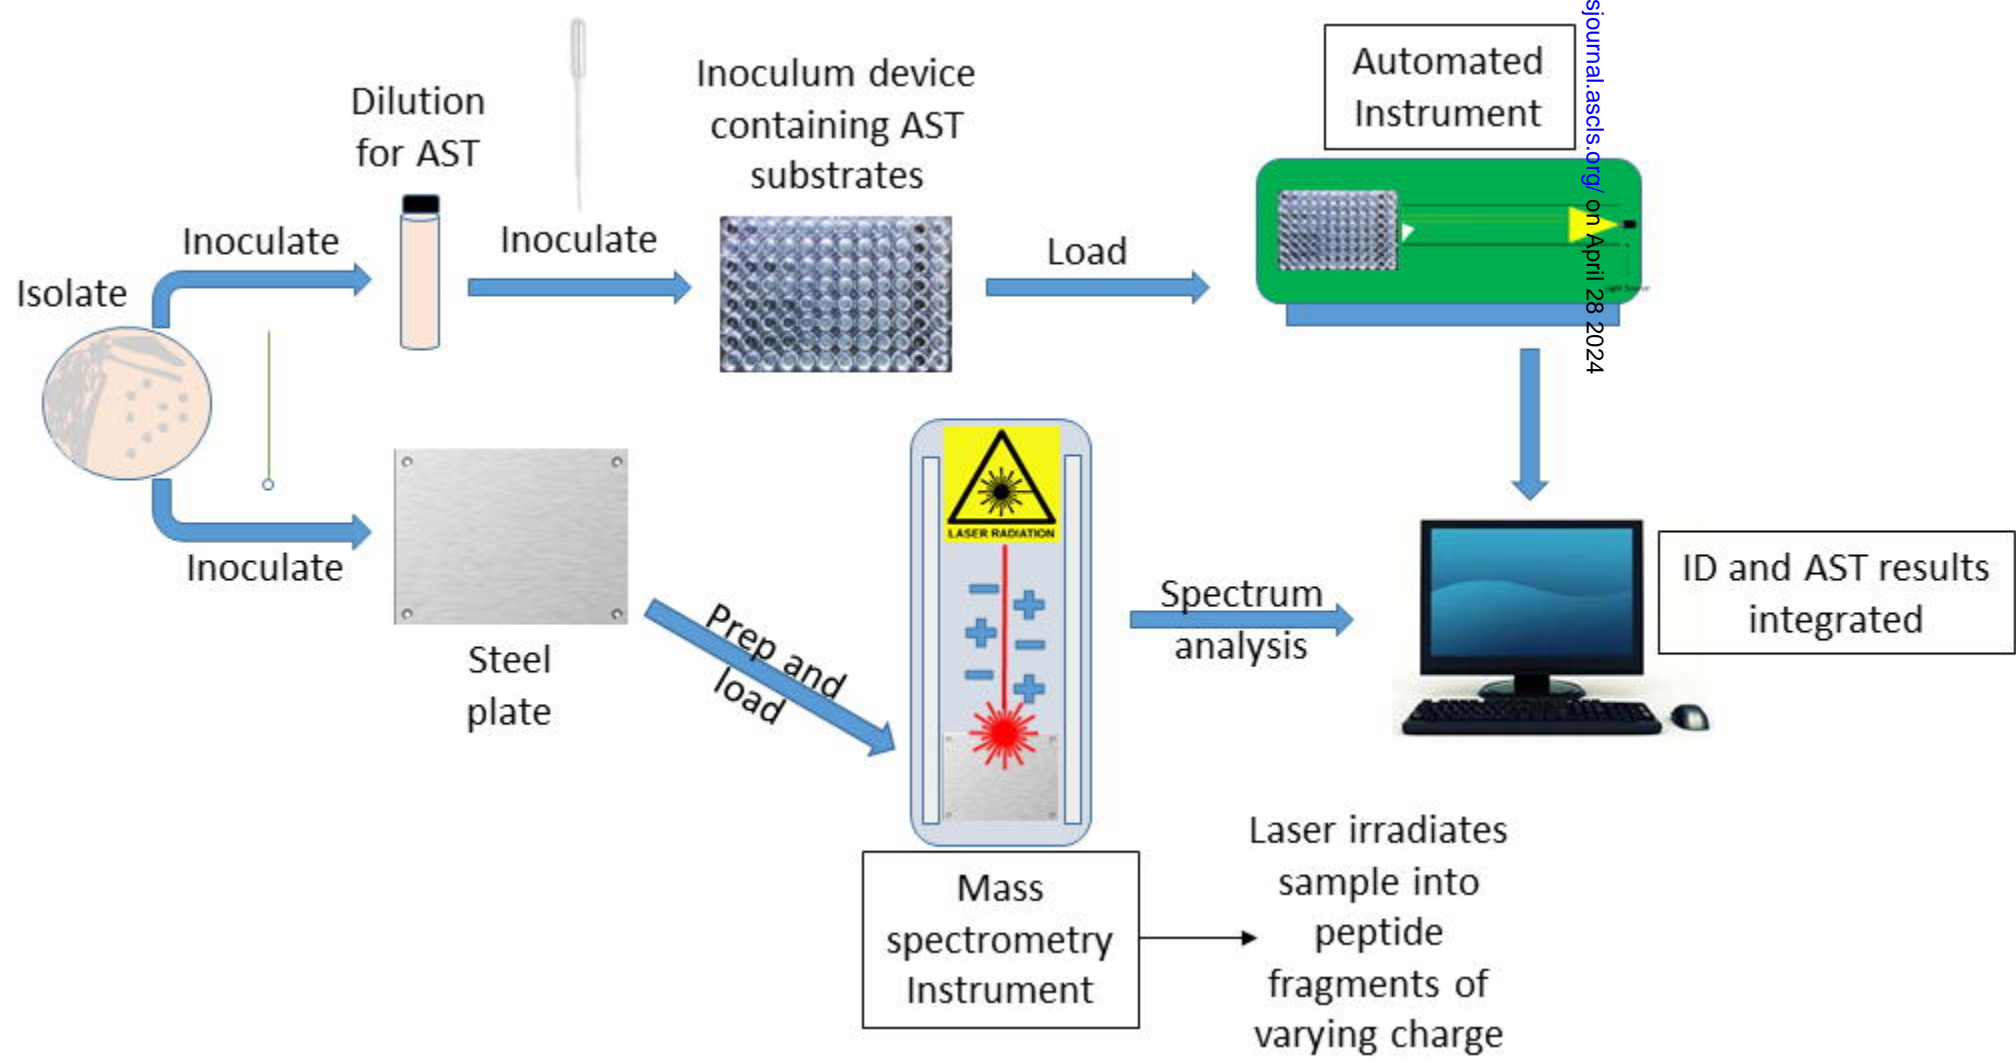 Isolate
Inoculate
Dilution
for AST
Inoculate
Inoculum device
containing AST
substrates
Load
Automated
Instrument
sjournal.ascls.org/ on April 28 2024
Light Source
Inoculate
Steel
plate
Prep and
load
LASER RADIATION
Spectrum
analysis
ID and AST results
integrated
Mass
spectrometry
Instrument
Laser irradiates
sample into
peptide
fragments of
varying charge